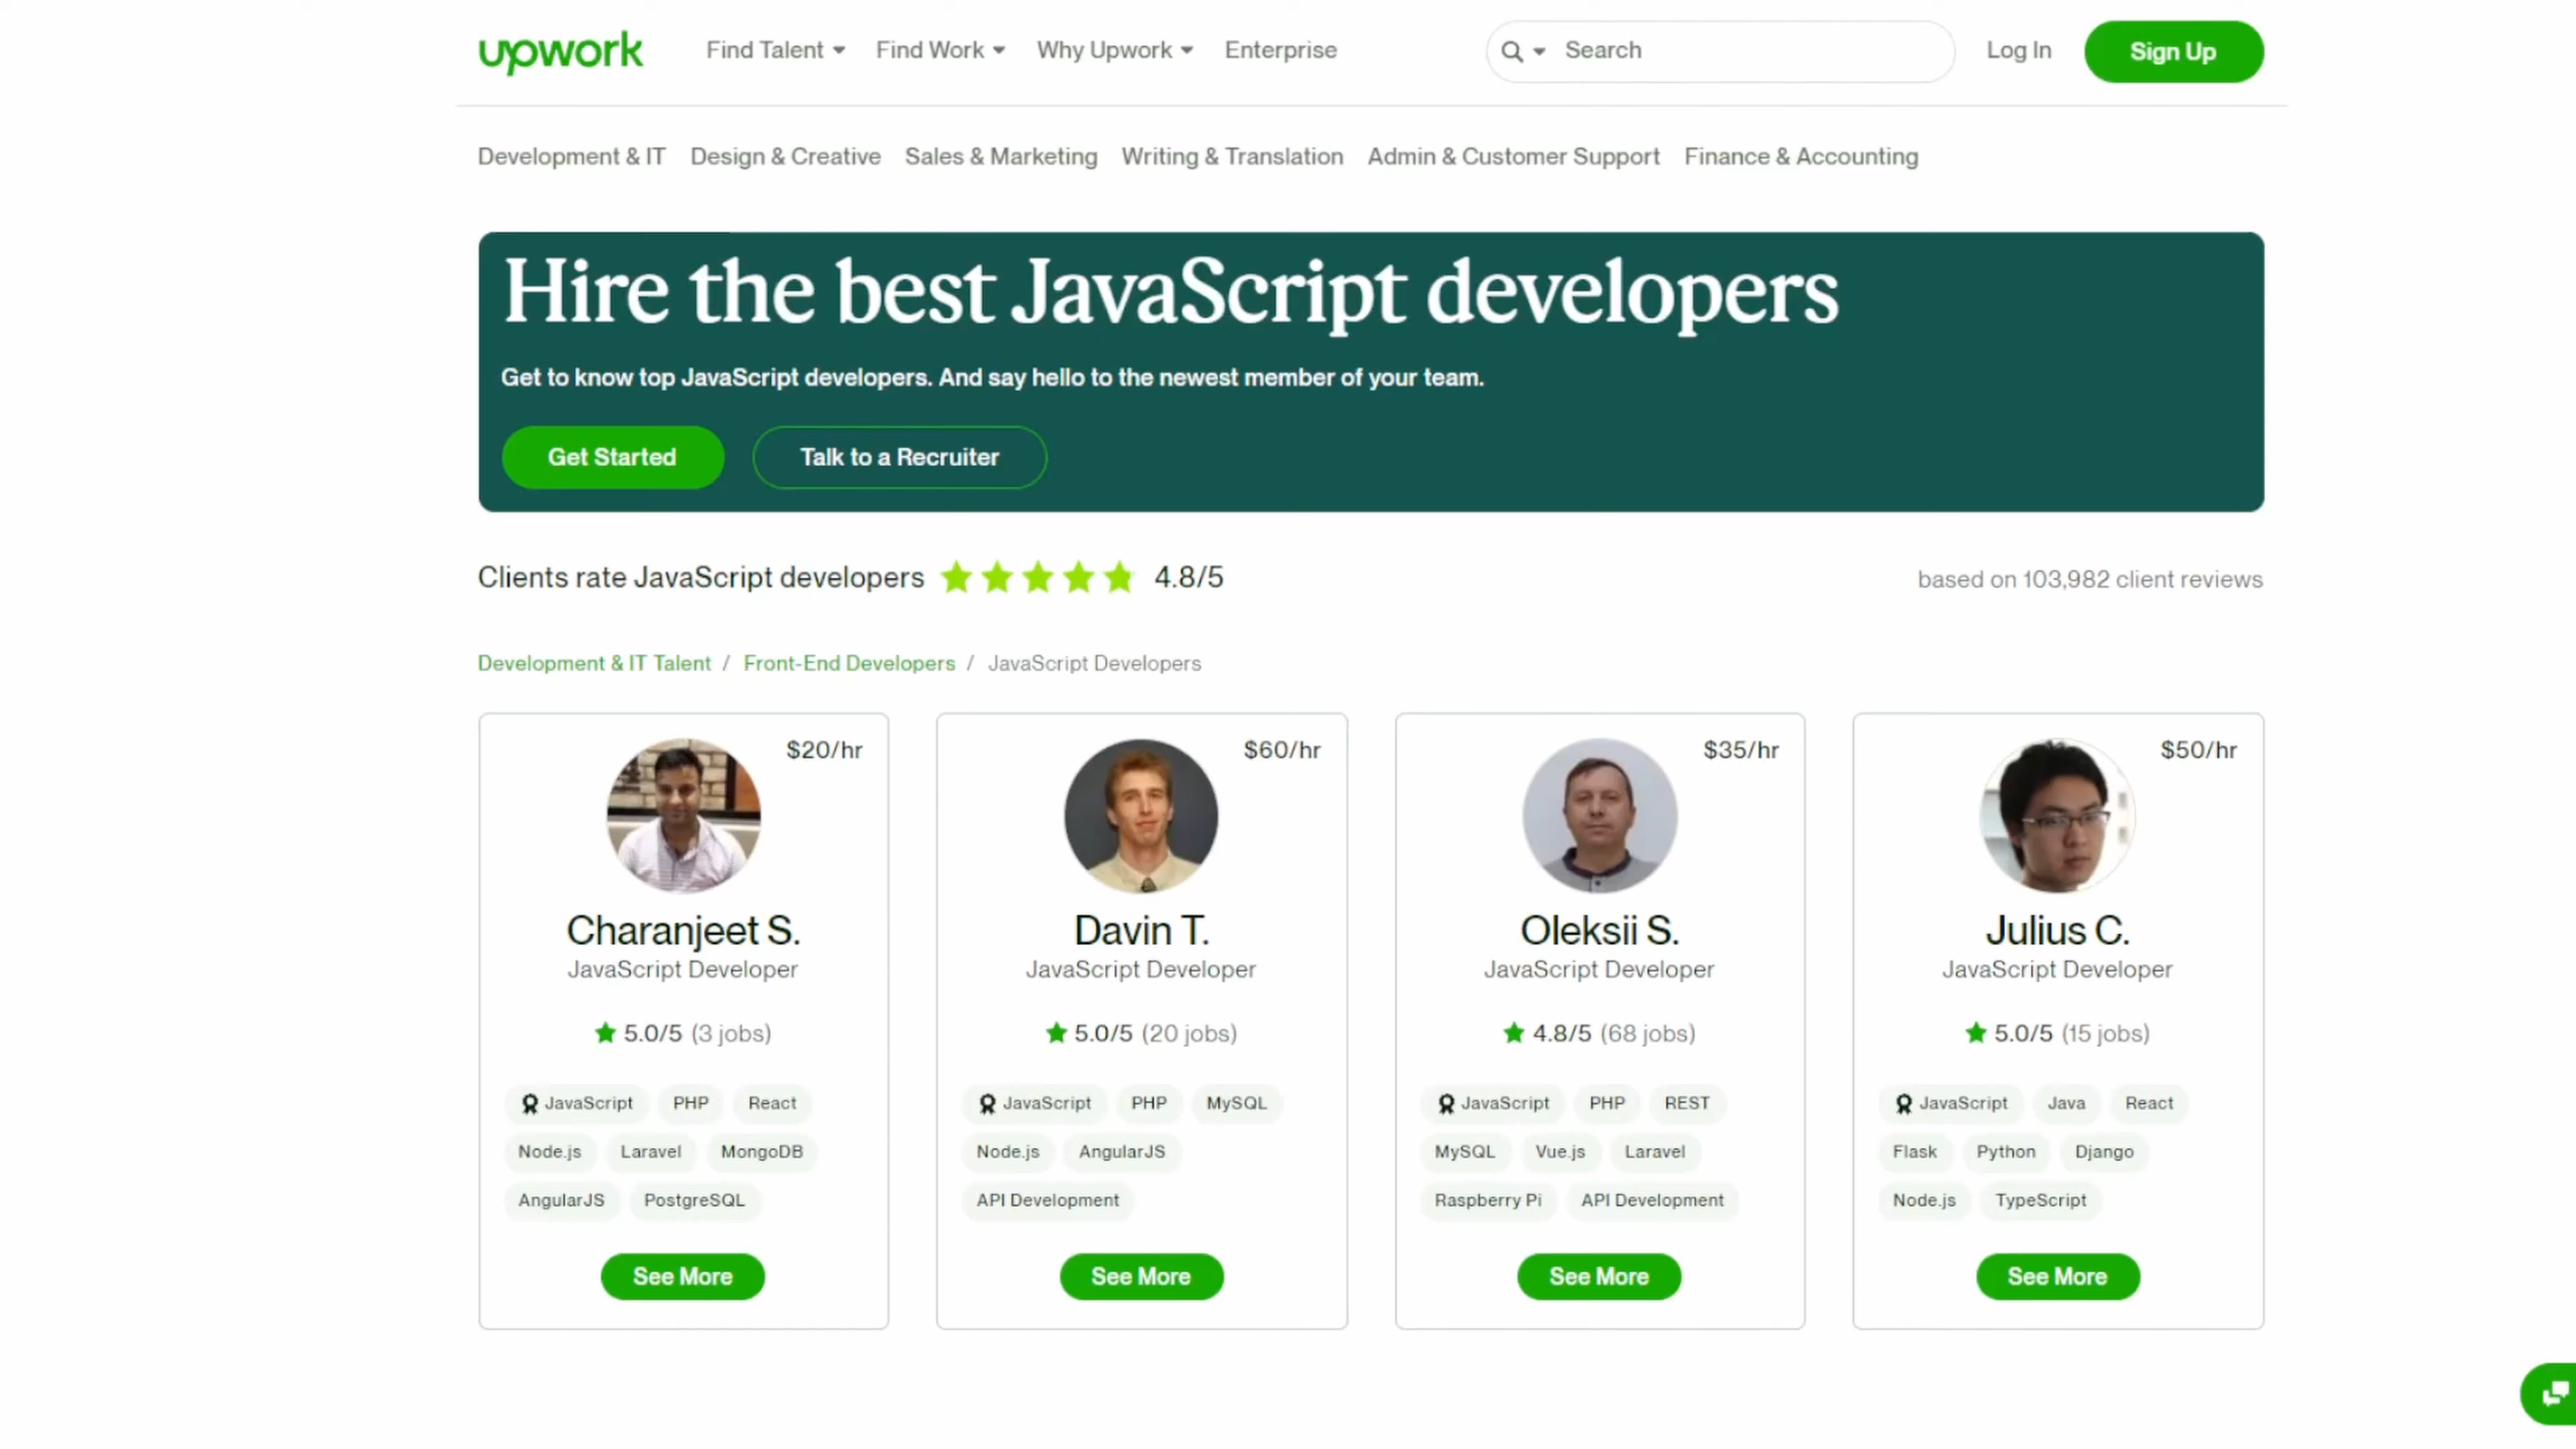 upwork Find Talent Find Work Why Upwork Enterprise Search Log In Sign Up
Development & IT Design & Creative Sales & Marketing Writing & Translation Admin & Customer Support Finance & Accounting
Hire the best JavaScript developers
Get to know top JavaScript developers. And say hello to the newest member of your team.
Get Started Talk to a Recruiter
Clients rate JavaScript developers 4.8/5 based on 103,982 client reviews
Development & IT Talent / Front-End Developers / JavaScript Developers
$20/hr
Charanjeet S.
JavaScript Developer
5.0/5 (3 jobs)
JavaScript PHP React
Node.js Laravel MongoDB
AngularJS PostgreSQL
See More
$60/hr
Davin T.
JavaScript Developer
5.0/5 (20 jobs)
JavaScript PHP MySQL
Node.js AngularJS
API Development
See More
$35/hr
Oleksii S.
JavaScript Developer
4.8/5 (68 jobs)
JavaScript PHP REST
MySQL Vue.js Laravel
Raspberry Pi API Development
See More
$50/hr
Julius C.
JavaScript Developer
5.0/5 (15 jobs)
JavaScript Java React
Flask Python Django
Node.js TypeScript
See More